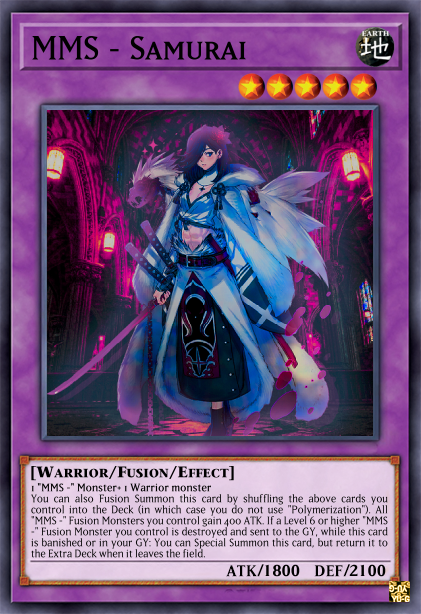 MMS - Samurai
EARTH
地
[Warrior/Fusion/Effect]
1 "MMS -" Monster+ 1 Warrior monster
You can also Fusion Summon this card by shuffling the above cards you
control into the Deck (in which case you do not use "Polymerization"). All
"MMS -" Fusion Monsters you control gain 400 ATK. If a Level 6 or higher "MMS
-" Fusion Monster you control is destroyed and sent to the GY, while this card
is banished or in your GY: You can Special Summon this card, but return it to
the Extra Deck when it leaves the field.
ATK/1800 DEF/2100